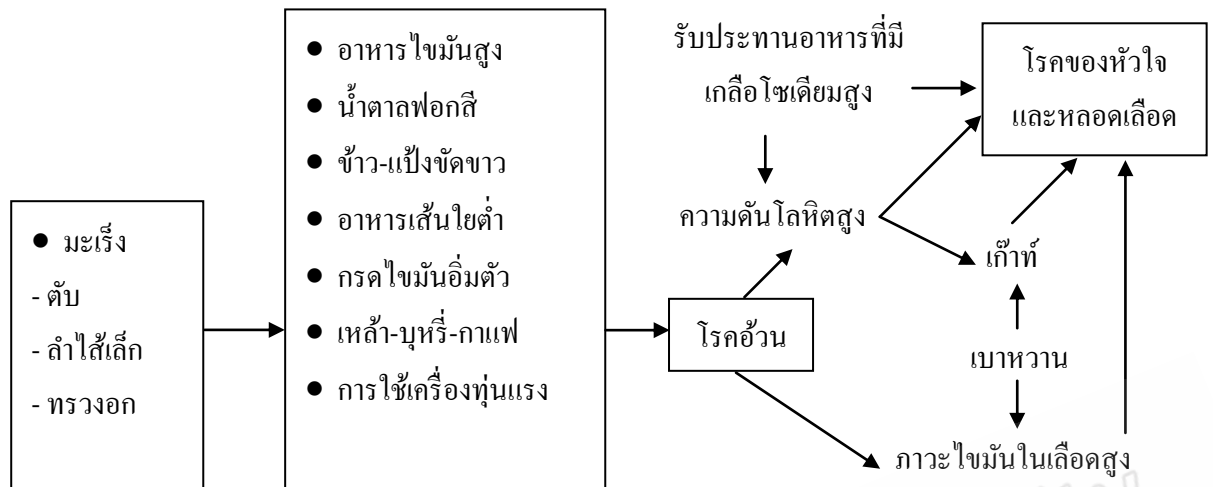 ● มะเร็ง
- ตับ
- ลำไส้เล็ก
- ทรวงอก
● อาหารไขมันสูง
● น้ำตาลฟอกสี
● ข้าว-แป้งขัดขาว
● อาหารเส้นใยต่ำ
● กรดไขมันอิ่มตัว
● เหล้า-บุหรี่-กาแฟ
● การใช้เครื่องทุ่นแรง
โรคอ้วน
รับประทานอาหารที่มี
เกลือโซเดียมสูง
ความดันโลหิตสูง
โรคของหัวใจ
และหลอดเลือด
เก๊าท์
เบาหวาน
ภาวะไขมันในเลือดสูง